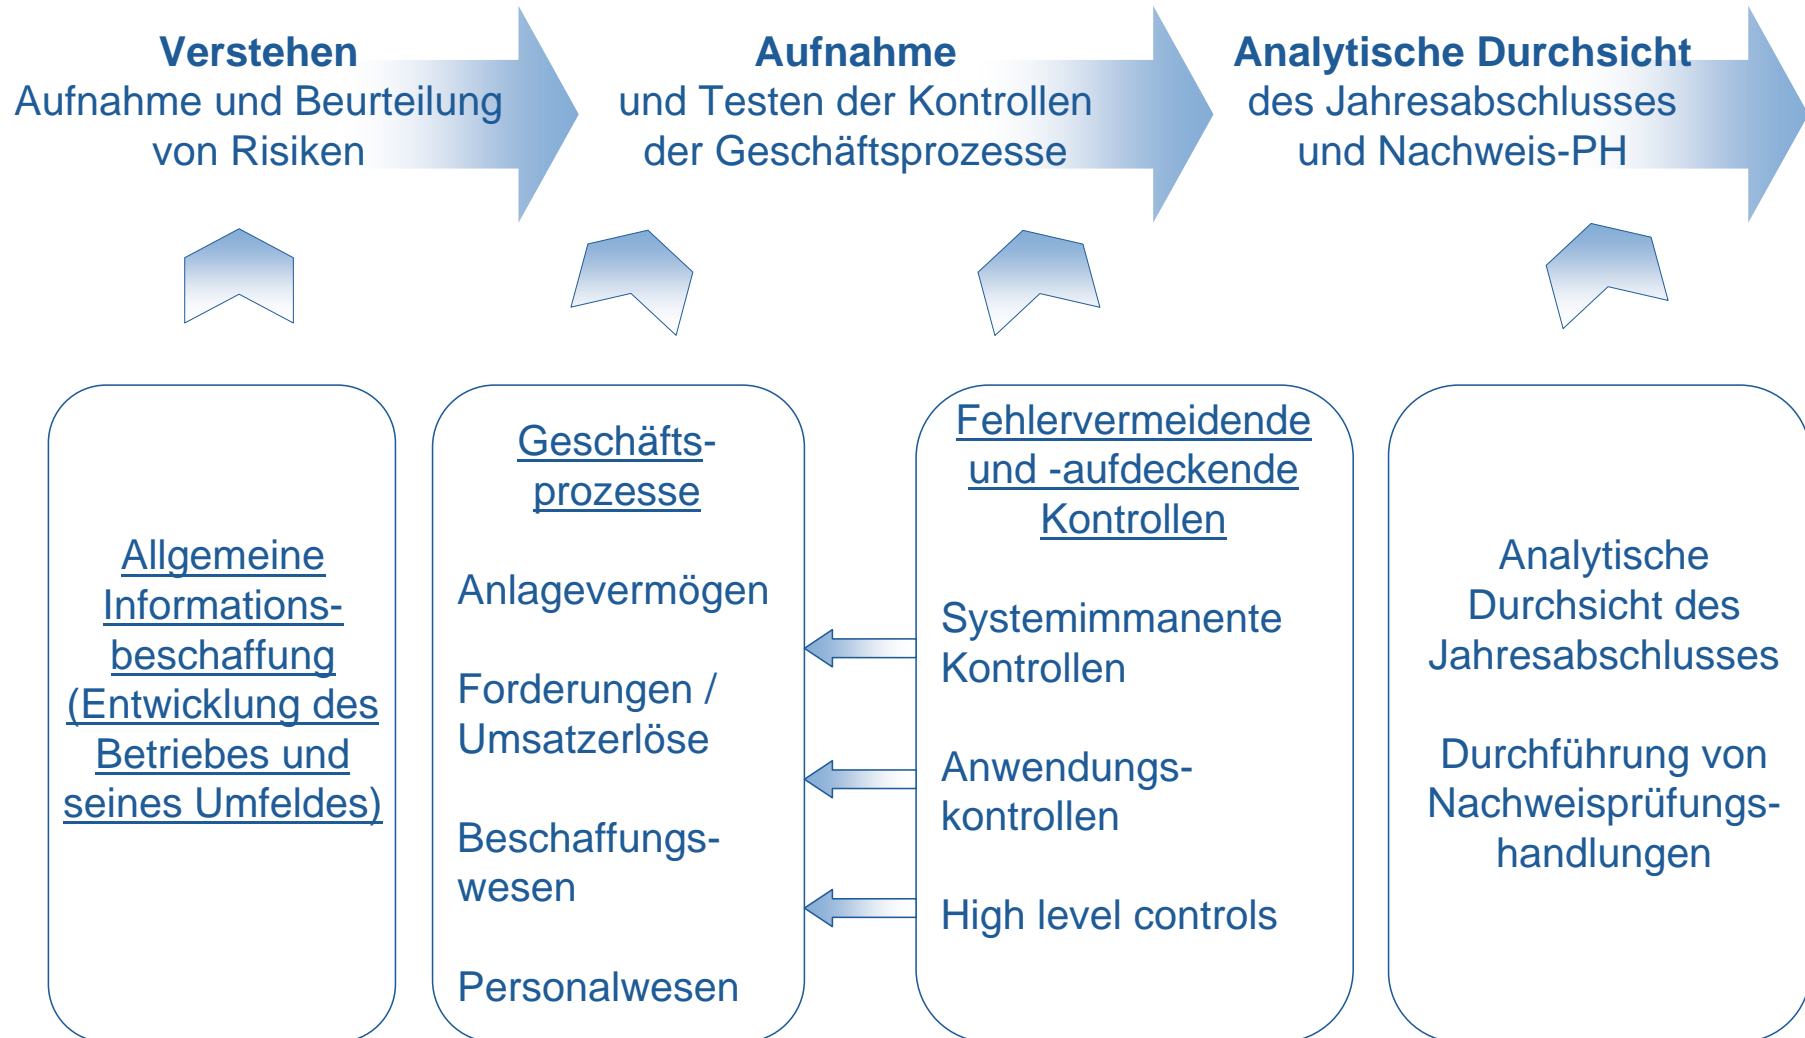 Verstehen
Aufnahme und Beurteilung
von Risiken
Aufnahme
und Testen der Kontrollen
der Geschäftsprozesse
Analytische Durchsicht
des Jahresabschlusses
und Nachweis-PH
Allgemeine
Informations-
beschaffung
(Entwicklung des
Betriebes und
seines Umfeldes)
Geschäfts-
prozesse
Anlagevermögen
Forderungen /
Umsatzerlöse
Beschaffungs-
wesen
Personalwesen
Fehlervermeidende
und -aufdeckende
Kontrollen
Systemimmanente
Kontrollen
Anwendungs-
kontrollen
High level controls
Analytische
Durchsicht des
Jahresabschlusses
Durchführung von
Nachweisprüfungs-
handlungen